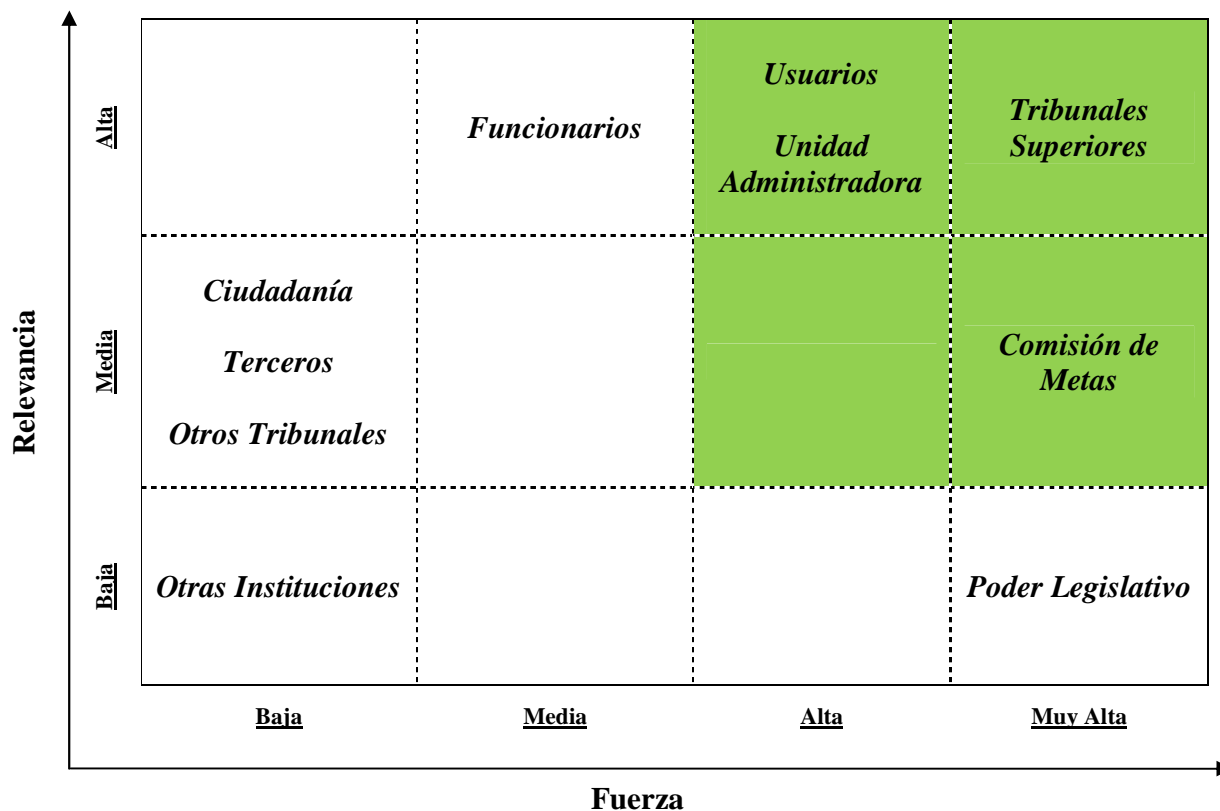 Relevancia
Alta
Funcionarios
Usuarios
Unidad
Administradora
Tribunales
Superiores
Media
Ciudadanía
Terceros
Otros Tribunales
Comisión de
Metas
Baja
Otras Instituciones
Poder Legislativo
Baja
Media
Alta
Muy Alta
Fuerza